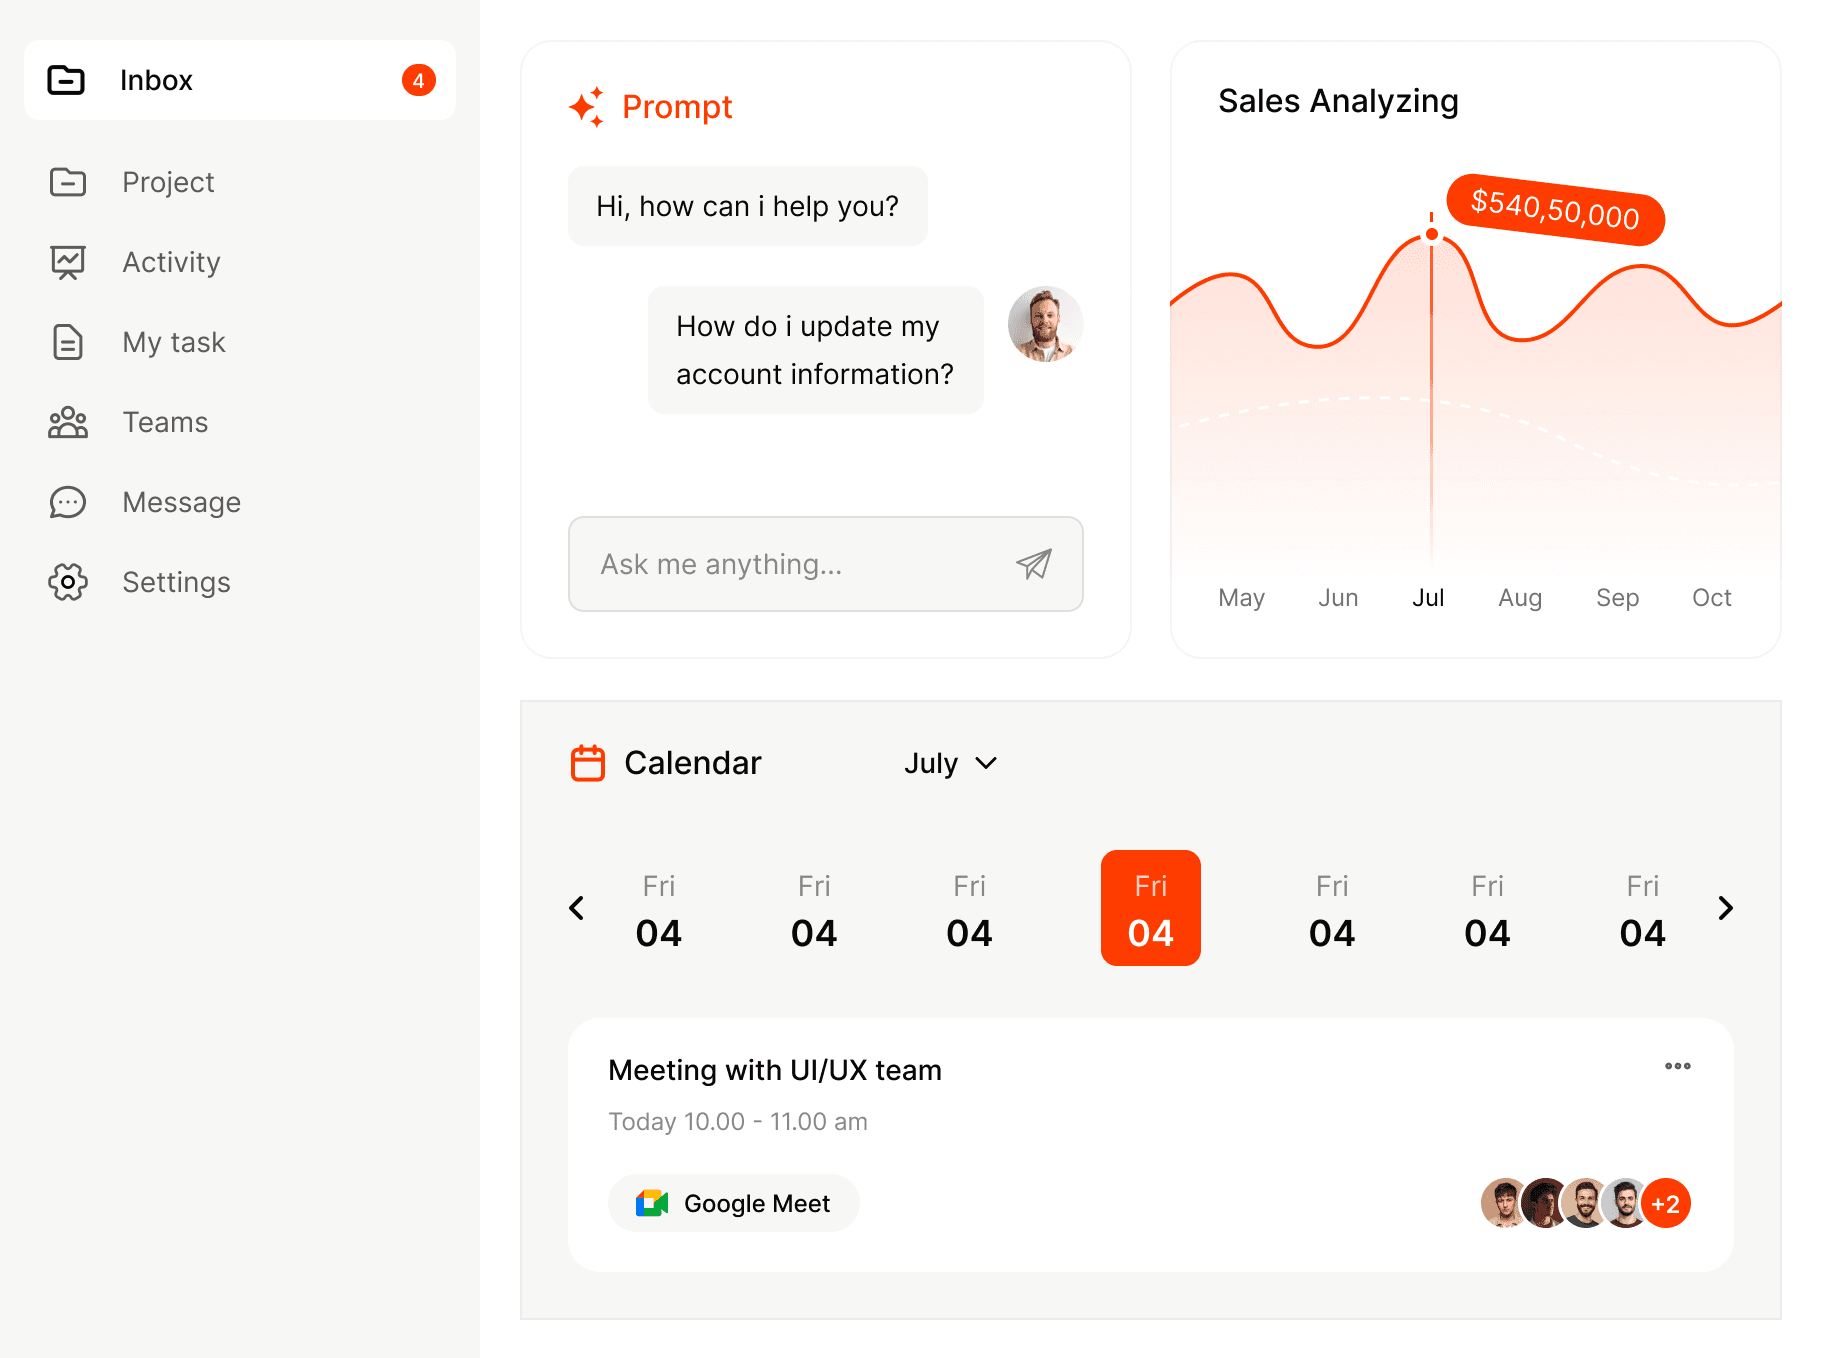 Inbox
4
Project
Activity
My task
Teams
Message
Settings
Prompt
Hi, how can i help you?
How do i update my
account information?
Ask me anything...
Sales Analyzing
$540,50,000
May Jun Jul Aug Sep Oct
Calendar
July
Fri Fri Fri Fri Fri Fri Fri
04 04 04 04 04 04 04
Meeting with UI/UX team
Today 10.00 - 11.00 am
Google Meet
+2